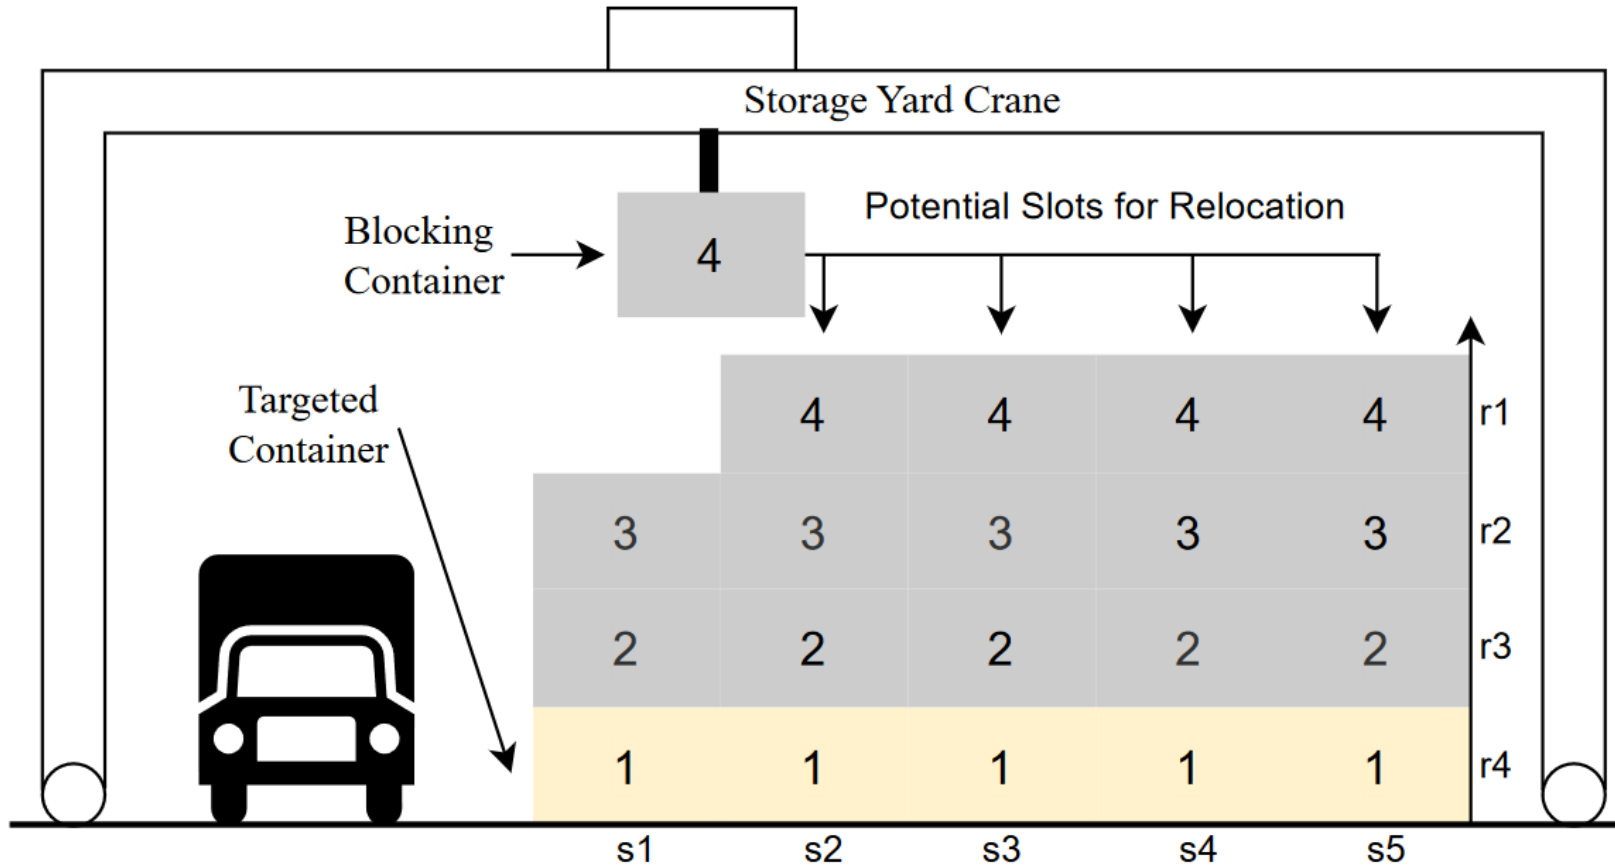 Storage Yard Crane
Potential Slots for Relocation
Blocking
Container
4
Targeted
Container
4 4 4 4 r1
3 3 3 3 3 r2
2 2 2 2 2 r3
1 1 1 1 1 r4
s1 s2 s3 s4 s5